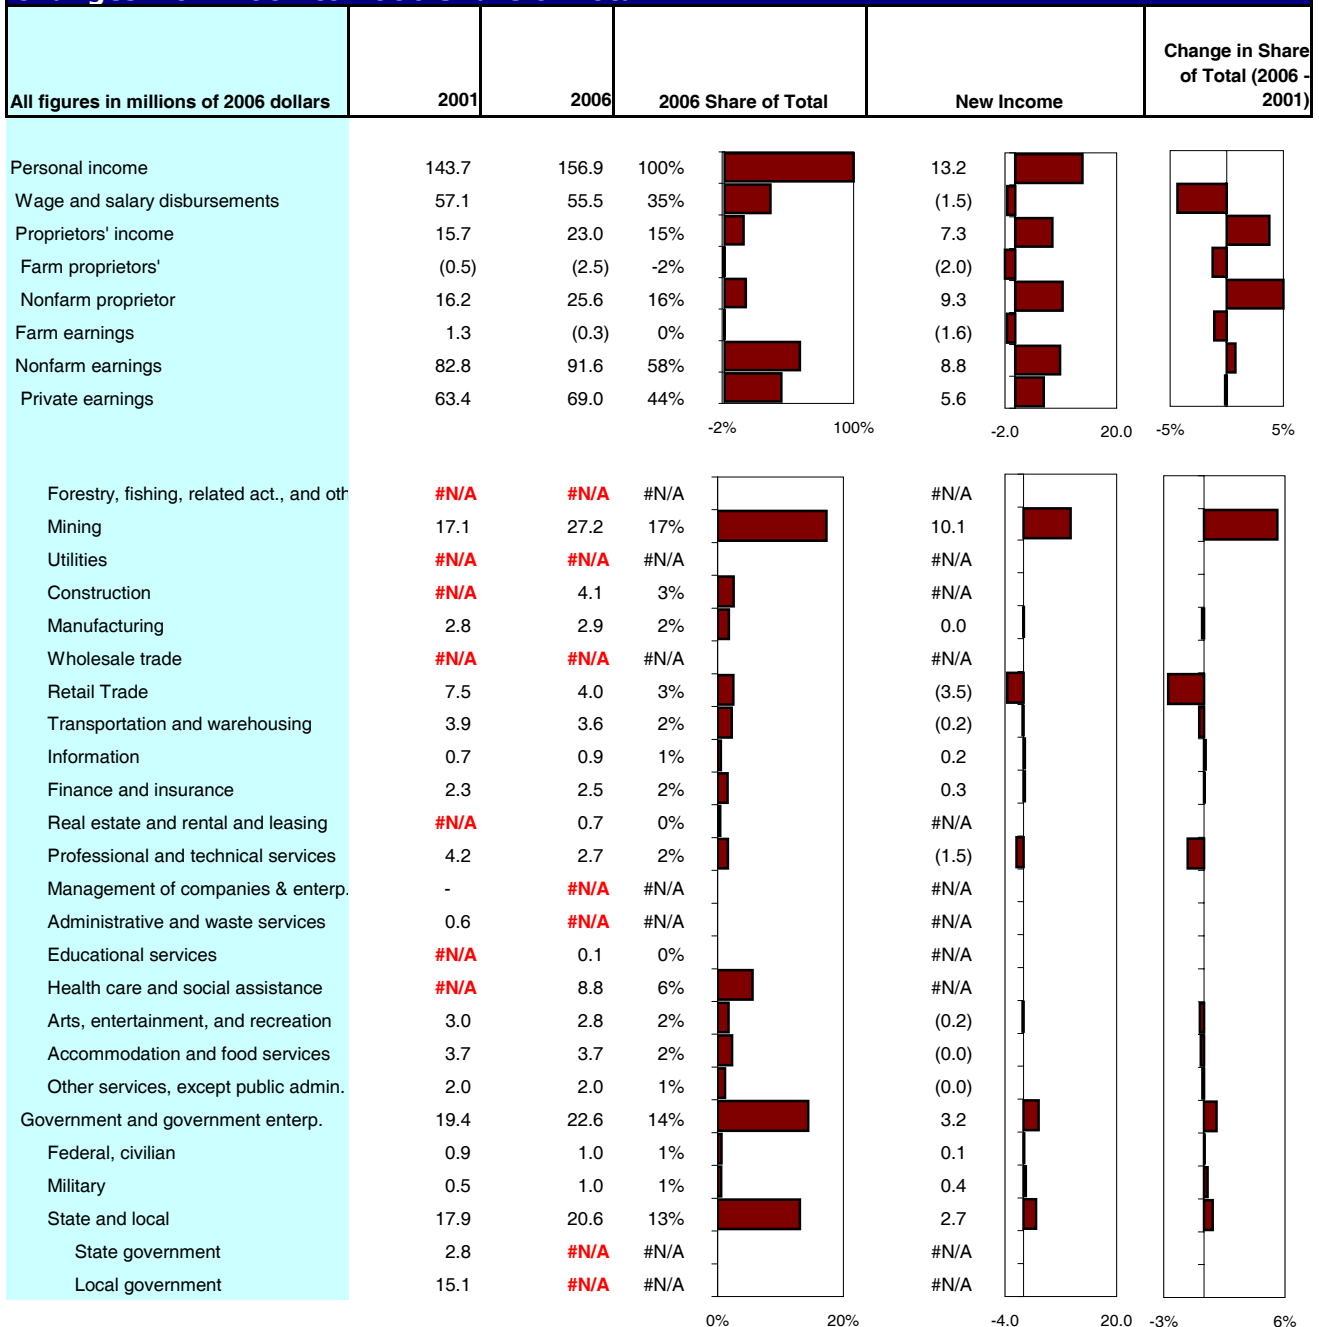 All figures in millions of 2006 dollars 2001 2006 2006 Share of Total New Income Change in Share of Total (2006 - 2001)
Personal income 143.7 156.9 100% 13.2
Wage and salary disbursements 57.1 55.5 35% (1.5)
Proprietors' income 15.7 23.0 15% 7.3
Farm proprietors' (0.5) (2.5) -2% (2.0)
Nonfarm proprietor 16.2 25.6 16% 9.3
Farm earnings 1.3 (0.3) 0% (1.6)
Nonfarm earnings 82.8 91.6 58% 8.8
Private earnings 63.4 69.0 44% 5.6
-2% 100% -2.0 20.0 -5% 5%
Forestry, fishing, related act., and oth #N/A #N/A #N/A #N/A
Mining 17.1 27.2 17% 10.1
Utilities #N/A #N/A #N/A #N/A
Construction #N/A 4.1 3% #N/A
Manufacturing 2.8 2.9 2% 0.0
Wholesale trade #N/A #N/A #N/A #N/A
Retail Trade 7.5 4.0 3% (3.5)
Transportation and warehousing 3.9 3.6 2% (0.2)
Information 0.7 0.9 1% 0.2
Finance and insurance 2.3 2.5 2% 0.3
Real estate and rental and leasing #N/A 0.7 0% #N/A
Professional and technical services 4.2 2.7 2% (1.5)
Management of companies & enterp. - #N/A #N/A #N/A
Administrative and waste services 0.6 #N/A #N/A #N/A
Educational services #N/A 0.1 0% #N/A
Health care and social assistance #N/A 8.8 6% #N/A
Arts, entertainment, and recreation 3.0 2.8 2% (0.2)
Accommodation and food services 3.7 3.7 2% (0.0)
Other services, except public admin. 2.0 2.0 1% (0.0)
Government and government enterp. 19.4 22.6 14% 3.2
Federal, civilian 0.9 1.0 1% 0.1
Military 0.5 1.0 1% 0.4
State and local 17.9 20.6 13% 2.7
State government 2.8 #N/A #N/A #N/A
Local government 15.1 #N/A #N/A #N/A
0% 20% -4.0 20.0 -3% 6%